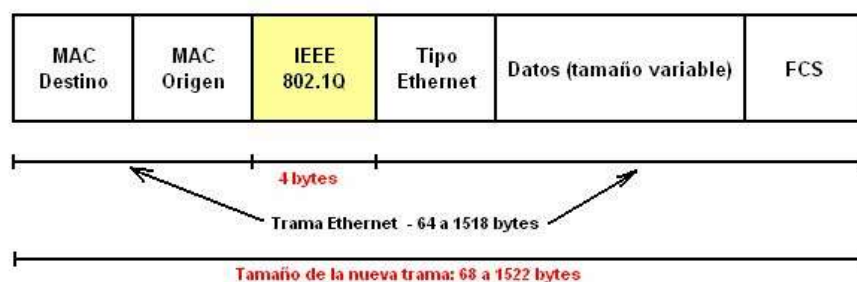 MAC
Destino
MAC
Origen
IEEE
802.1Q
Tipo
Ethernet
Datos (tamaño variable)
FCS
4 bytes
Trama Ethernet - 64 a 1518 bytes
Tamaño de la nueva trama: 68 a 1522 bytes